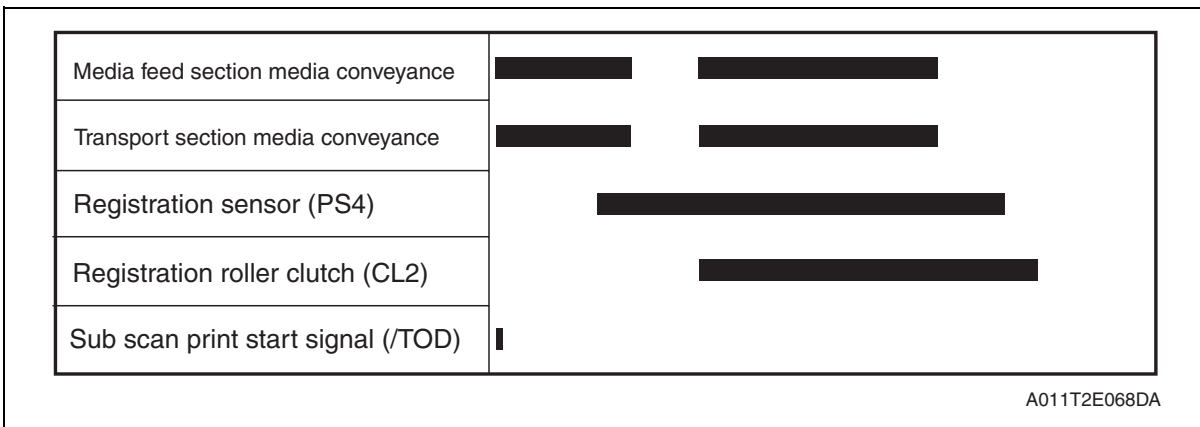 Media feed section media conveyance
Transport section media conveyance
Registration sensor (PS4)
Registration roller clutch (CL2)
Sub scan print start signal (/TOD)
A011T2E068DA